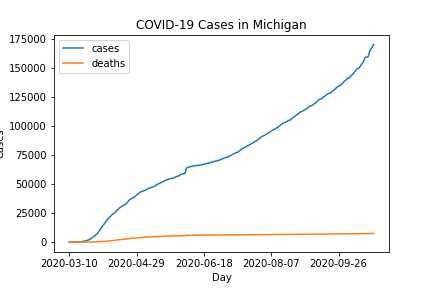 COVID-19 Cases in Michigan
175000
150000
125000
100000
75000
50000
25000
0
cases
deaths
cases
2020-03-10 2020-04-29 2020-06-18 2020-08-07 2020-09-26
Day